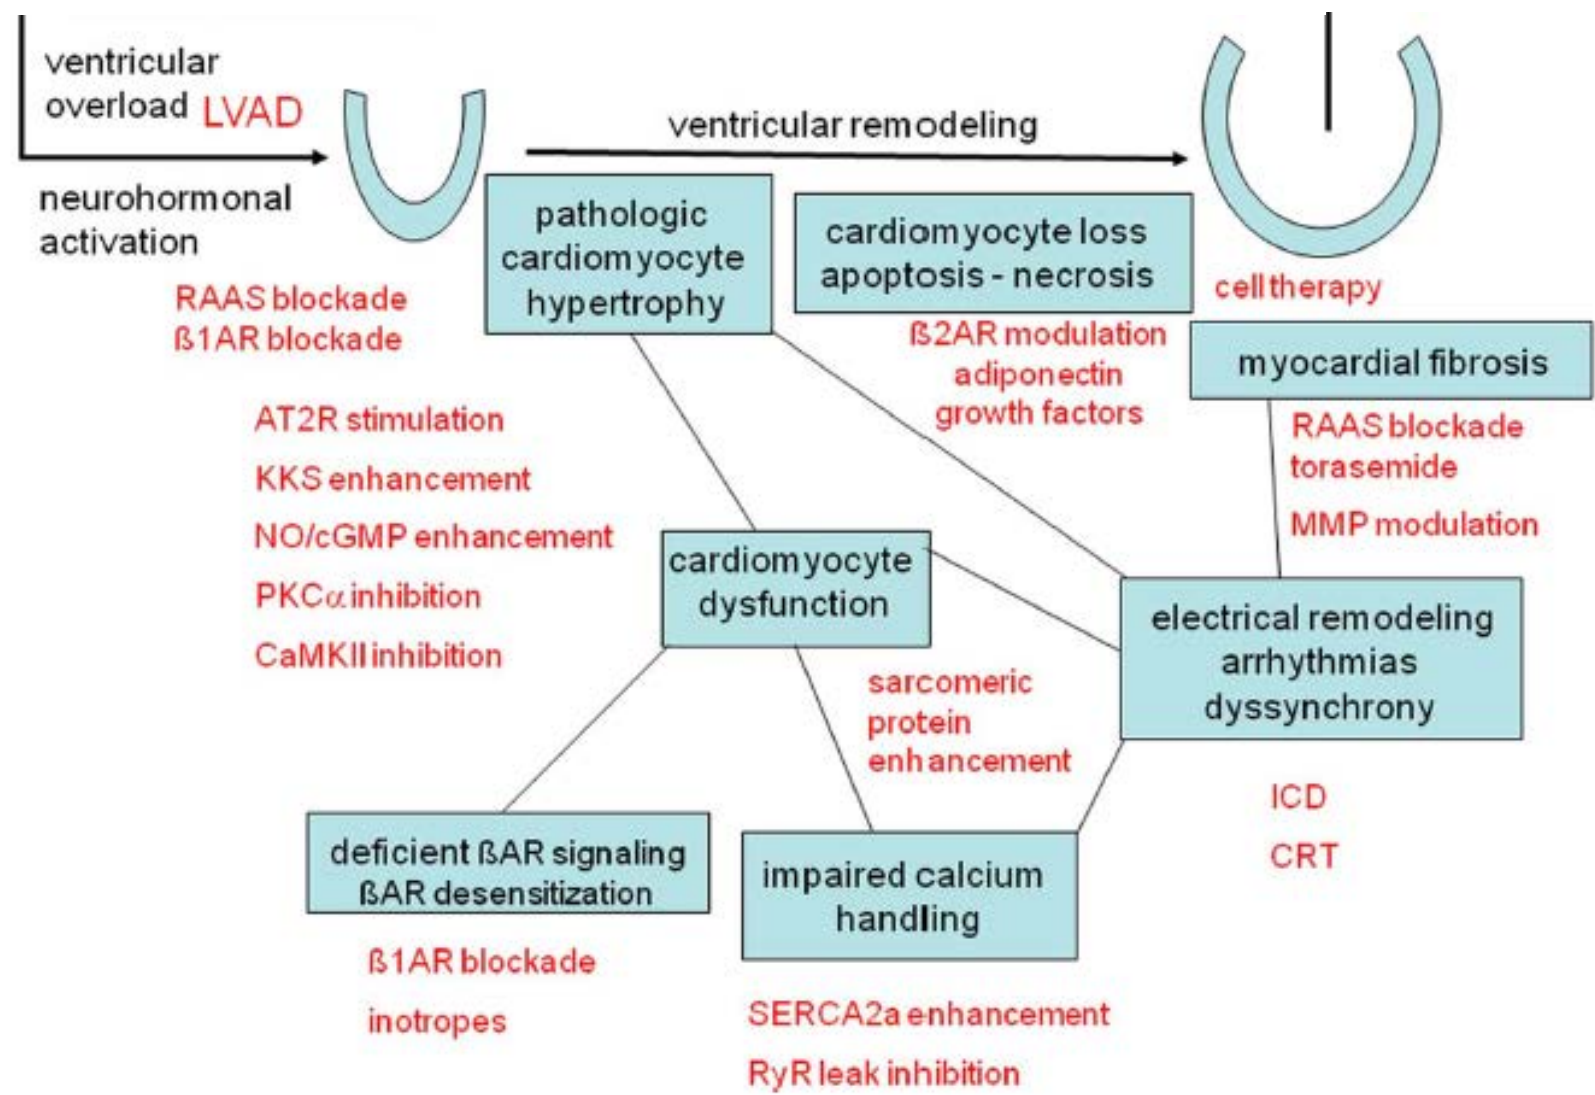 ventricular
overload LVAD
neurohormonal
activation
ventricular remodeling
pathologic
cardiomyocyte
hypertrophy
cardiomyocyte loss
apoptosis - necrosis
cell therapy
RAAS blockade
ß1AR blockade
ß2AR modulation
adiponectin
growth factors
myocardial fibrosis
RAAS blockade
torasemide
MMP modulation
AT2R stimulation
KKS enhancement
NO/cGMP enhancement
PKCα inhibition
CaMKII inhibition
cardiomyocyte
dysfunction
electrical remodeling
arrhythmias
dyssynchrony
sarcomeric
protein
enhancement
ICD
CRT
deficient ßAR signaling
ßAR desensitization
impaired calcium
handling
ß1AR blockade
inotropes
SERCA2a enhancement
RyR leak inhibition